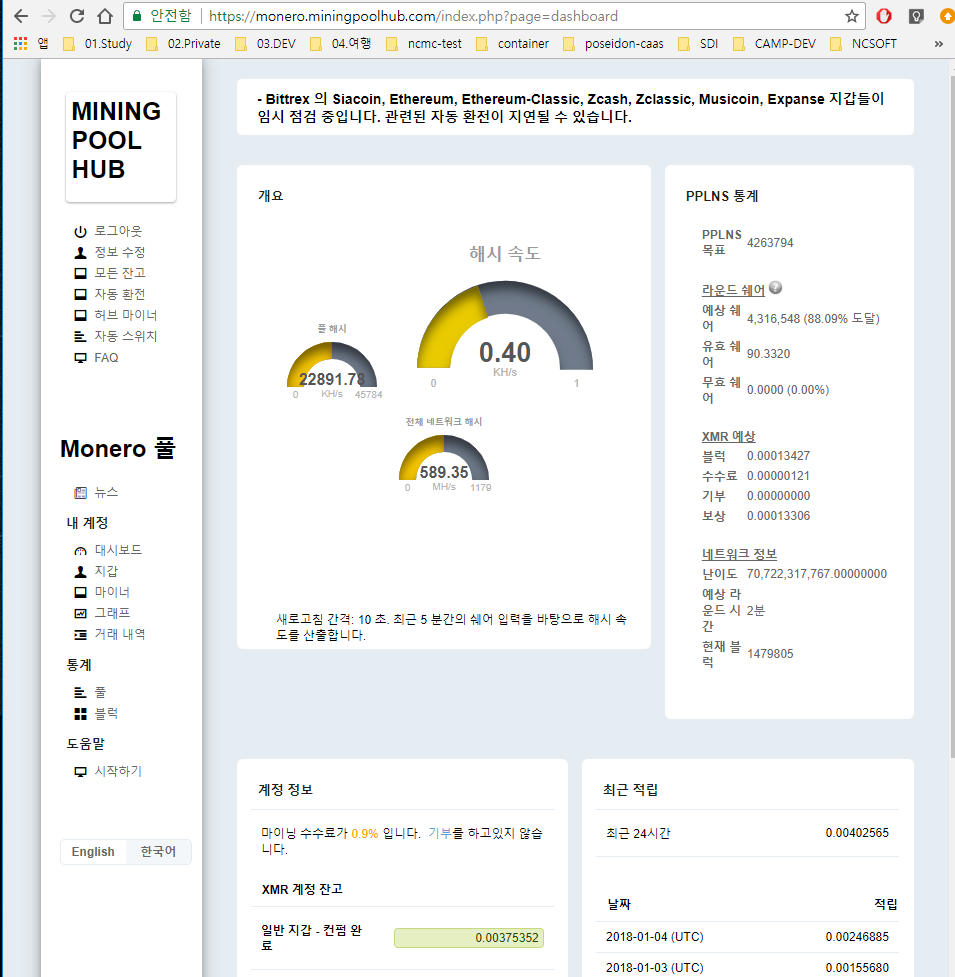 안전함 https://monero.miningpoolhub.com/index.php?page=dashboard
앱 01.Study 02.Private 03.DEV 04.여행 ncmc-test container poseidon-caas SDI CAMP-DEV NCSOFT »
MINING
POOL
HUB
로그아웃
정보 수정
모든 잔고
자동 환전
허브 마이너
자동 스위치
FAQ
Monero 풀
뉴스
내 계정
대시보드
지갑
마이너
그래프
거래 내역
통계
풀
블럭
도움말
시작하기
English 한국어
- Bittrex 의 Siacoin, Ethereum, Ethereum-Classic, Zcash, Zclassic, Musicoin, Expanse 지갑들이
임시 점검 중입니다. 관련된 자동 환전이 지연될 수 있습니다.
개요
해시 속도
0.40
KH/s
0 1
풀 해시
22891.78
0 KH/s 45784
전체 네트워크 해시
589.35
0 MH/s 1179
새로고침 간격: 10 초. 최근 5 분간의 쉐어 입력을 바탕으로 해시 속
도를 산출합니다.
PPLNS 통계
PPLNS
목표 4263794
라운드 쉐어
예상 쉐
어 4,316,548 (88.09% 도달)
유효 쉐
어 90.3320
무효 쉐
어 0.0000 (0.00%)
XMR 예상
블럭 0.00013427
수수료 0.00000121
기부 0.00000000
보상 0.00013306
네트워크 정보
난이도 70,722,317,767.00000000
예상 라
운드 시 2분
간
현재 블
럭 1479805
계정 정보
마이닝 수수료가 0.9% 입니다. 기부를 하고있지 않습
니다.
XMR 계정 잔고
일반 지갑 - 컨펌 완
료 0.00375352
최근 적립
최근 24시간 0.00402565
날짜 적립
2018-01-04 (UTC) 0.00246885
2018-01-03 (UTC) 0.00155680